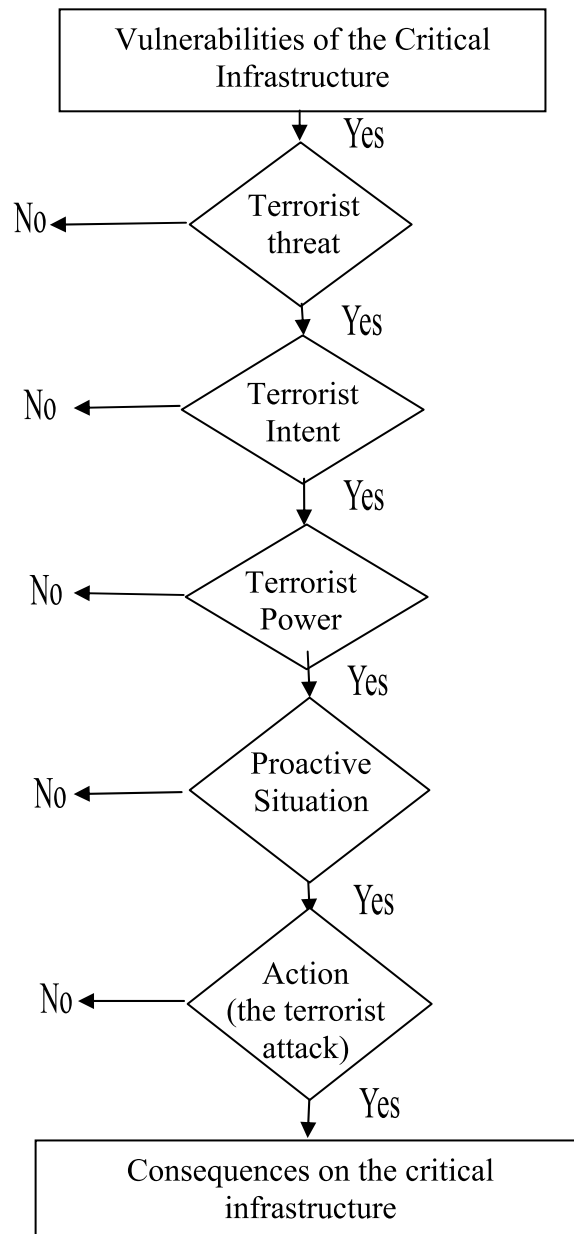 Vulnerabilities of the Critical
Infrastructure
Yes
Terrorist
threat
No
Yes
Terrorist
Intent
No
Yes
Terrorist
Power
No
Yes
Proactive
Situation
No
Yes
Action
(the terrorist
attack)
No
Yes
Consequences on the critical
infrastructure